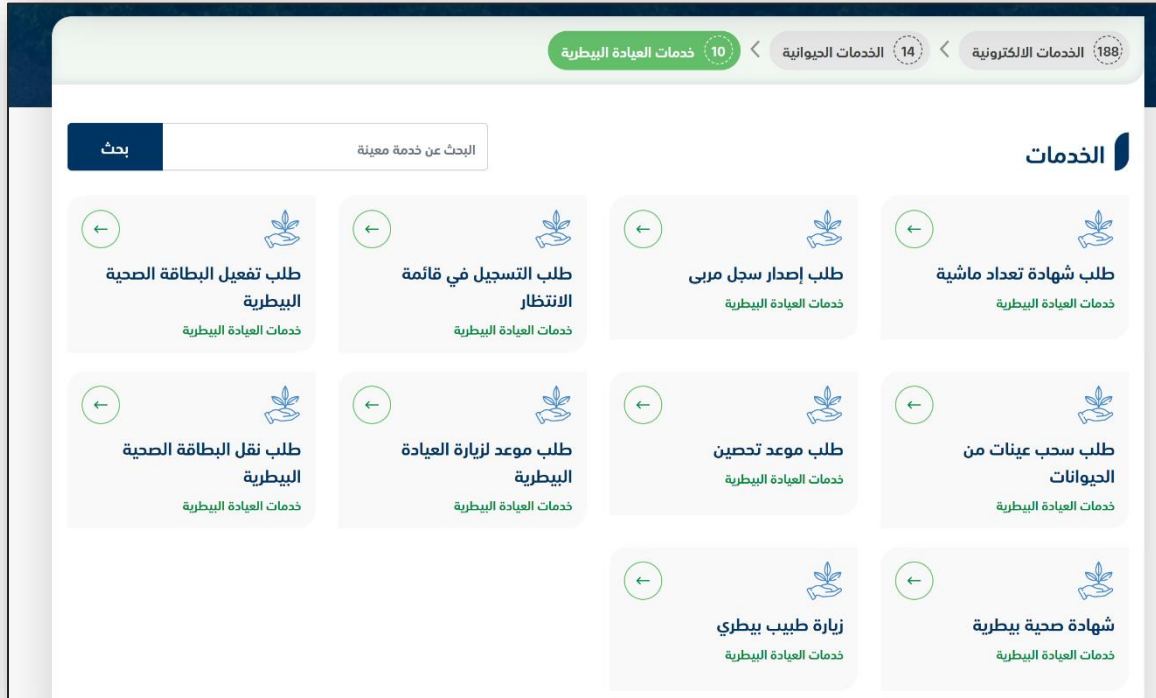 188 الخدمات الالكترونية
14 الخدمات الحيوانية
10 خدمات العيادة البيطرية
الخدمات
البحث عن خدمة معينة
بحث
طلب شهادة تعداد ماشية
خدمات العيادة البيطرية
طلب إصدار سجل مربى
خدمات العيادة البيطرية
طلب التسجيل في قائمة
الانتظار
خدمات العيادة البيطرية
طلب تفعيل البطاقة الصحية
البيطرية
خدمات العيادة البيطرية
طلب سحب عينات من
الحيوانات
خدمات العيادة البيطرية
طلب موعد تحصين
خدمات العيادة البيطرية
طلب موعد لزيارة العيادة
البيطرية
خدمات العيادة البيطرية
طلب نقل البطاقة الصحية
البيطرية
خدمات العيادة البيطرية
شهادة صحية بيطرية
خدمات العيادة البيطرية
زيارة طبيب بيطري
خدمات العيادة البيطرية